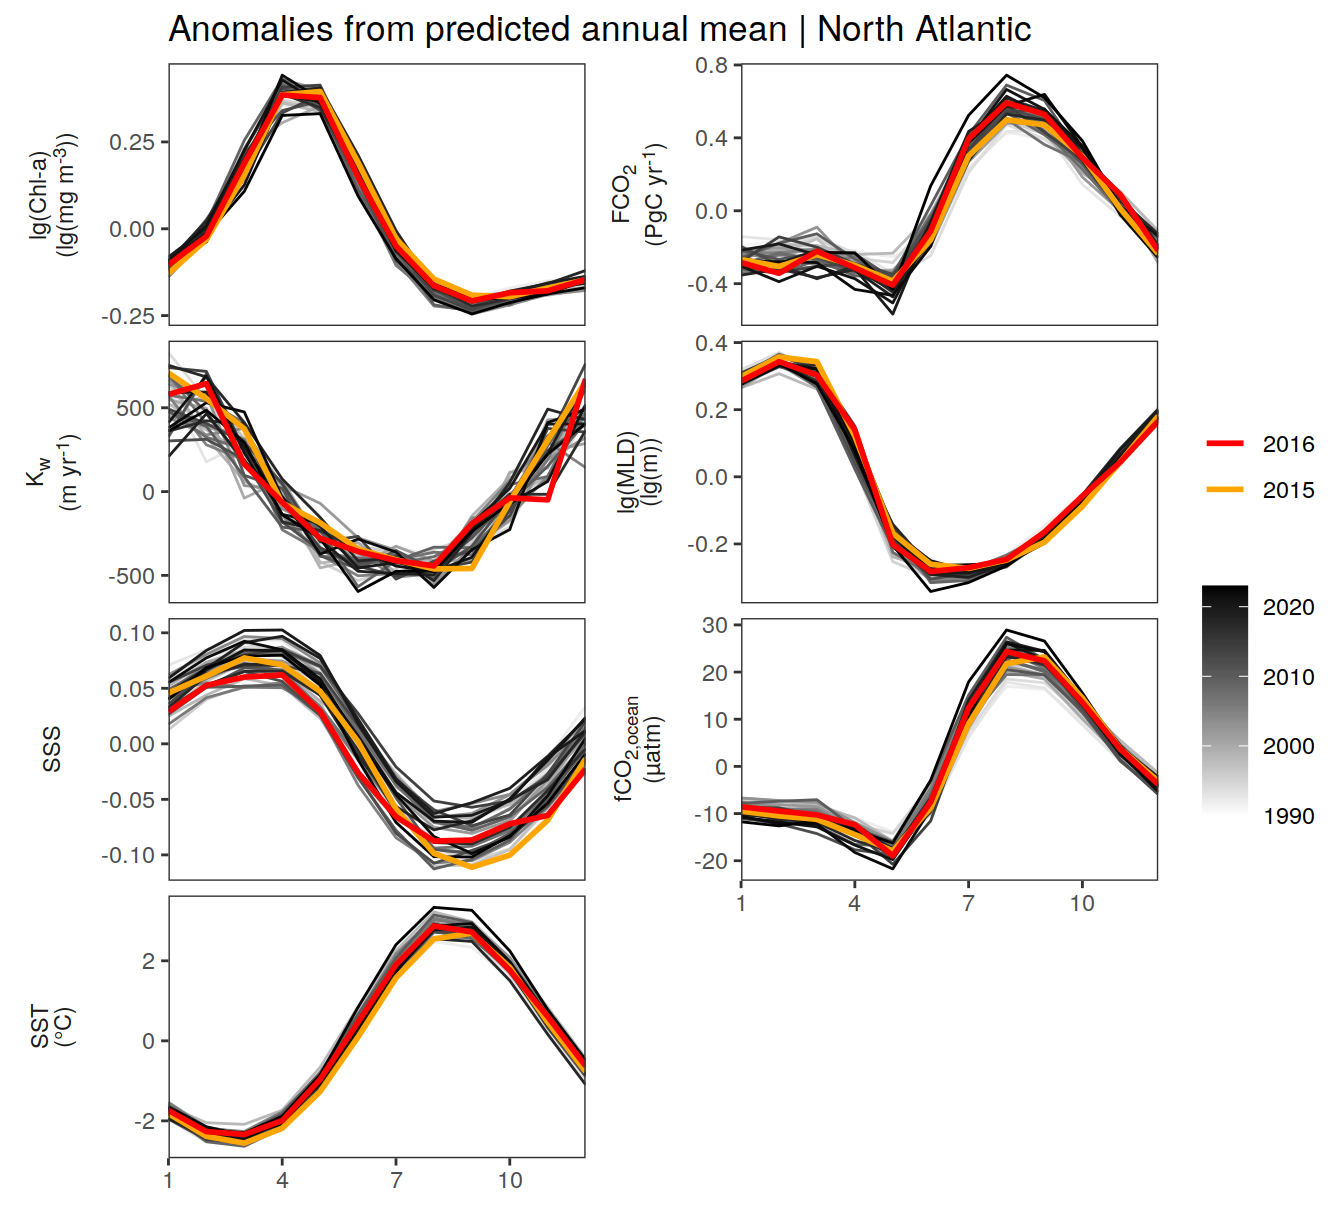 Anomalies from predicted annual mean | North Atlantic
lg(Chl-a)
(lg(mg m⁻³))
0.25
0.00
-0.25
FCO₂
(PgC yr⁻¹)
0.8
0.4
0.0
-0.4
K_w
(m yr⁻¹)
500
0
-500
lg(MLD)
(lg(m))
0.4
0.2
0.0
-0.2
SSS
0.10
0.05
0.00
-0.05
-0.10
fCO₂,ocean
(µatm)
30
20
10
0
-10
-20
1 4 7 10
SST
(°C)
2
0
-2
1 4 7 10
2016
2015
2020
2010
2000
1990